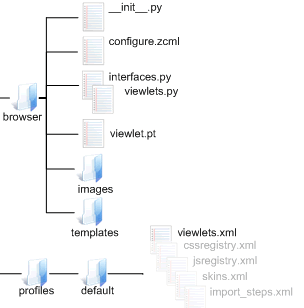 __init__.py
configure.zcml
interfaces.py
viewlets.py
browser
viewlet.pt
images
templates
viewlets.xml
cssregistry.xml
jsregistry.xml
skins.xml
profiles
default
import_steps.xml